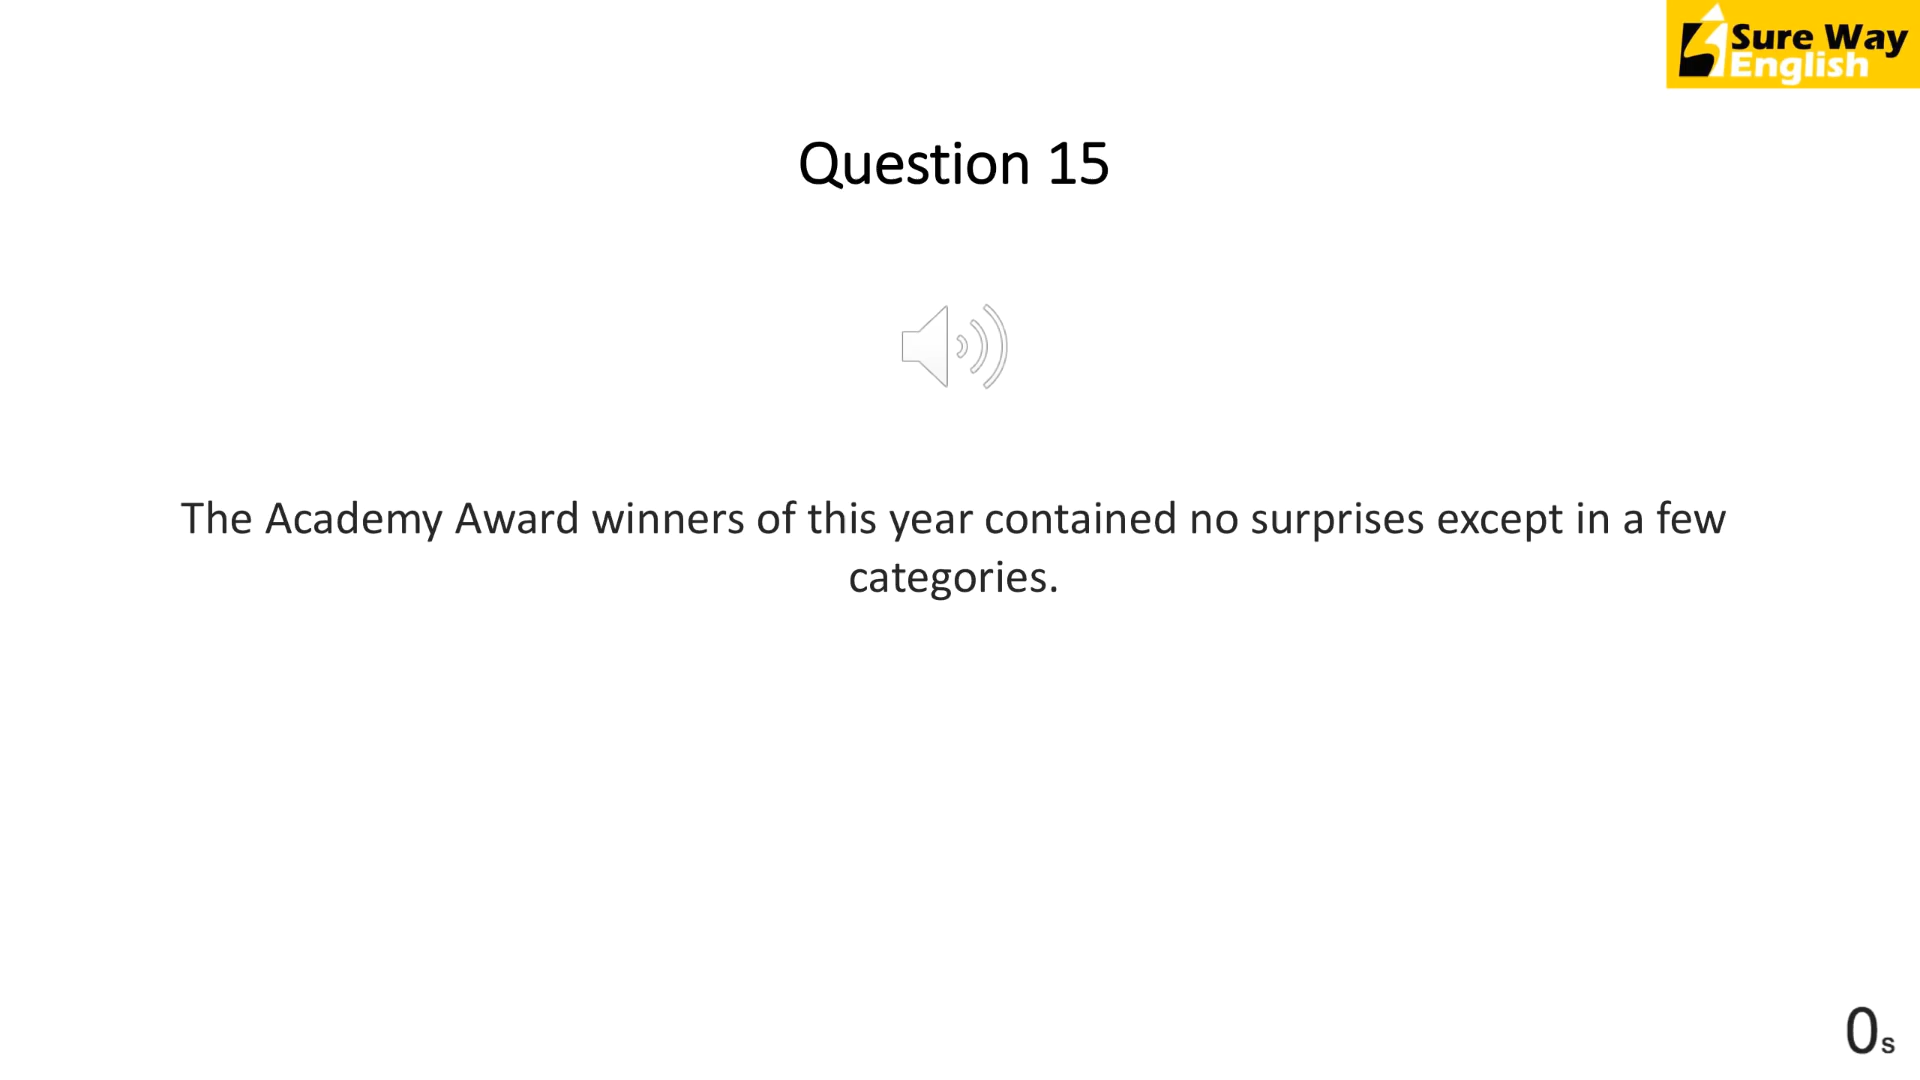 Sure Way
English
Question 15
The Academy Award winners of this year contained no surprises except in a few
categories.
0s